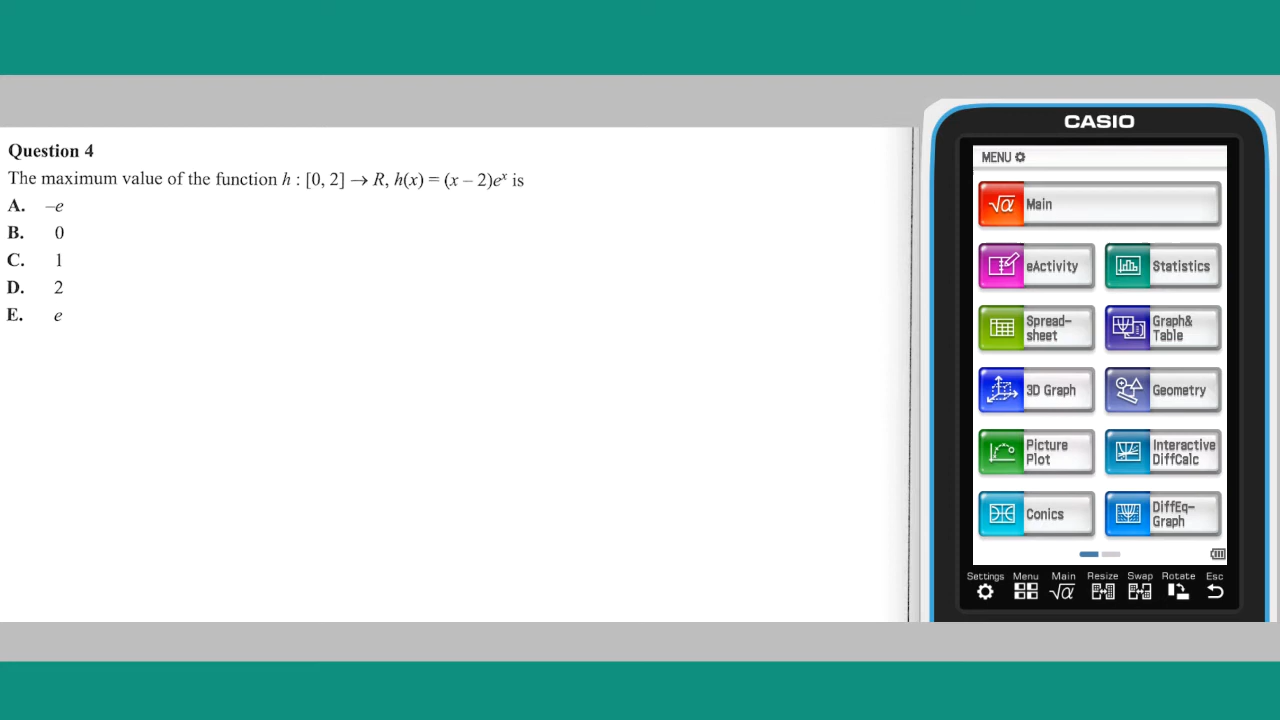 Question 4
The maximum value of the function h : [0, 2] → R, h(x) = (x – 2)eˣ is
A. –e
B. 0
C. 1
D. 2
E. e
CASIO
MENU
√α Main
eActivity
Statistics
Spread-
sheet
Graph&
Table
3D Graph
Geometry
Picture
Plot
Interactive
DiffCalc
Conics
DiffEq-
Graph
Settings Menu Main Resize Swap Rotate Esc
√α